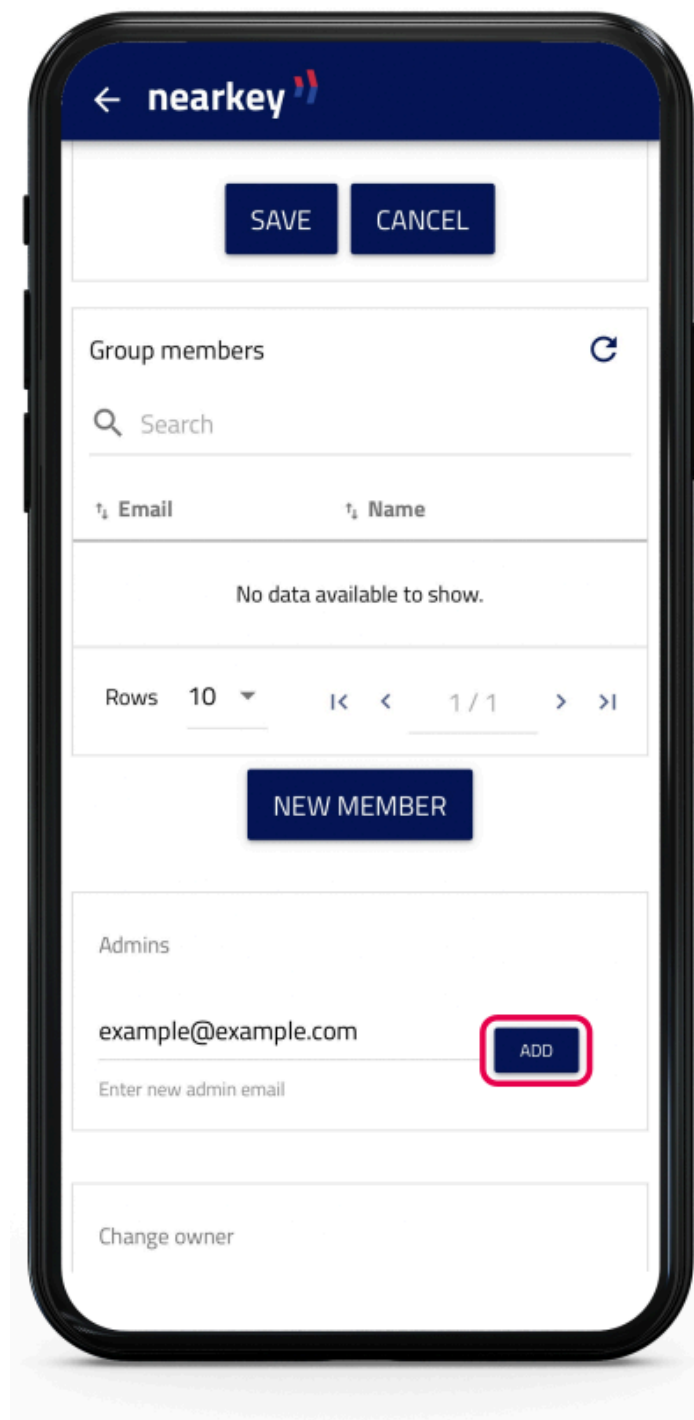 nearkey
SAVE CANCEL
Group members
Search
Email Name
No data available to show.
Rows 10 1 / 1
NEW MEMBER
Admins
example@example.com
ADD
Enter new admin email
Change owner